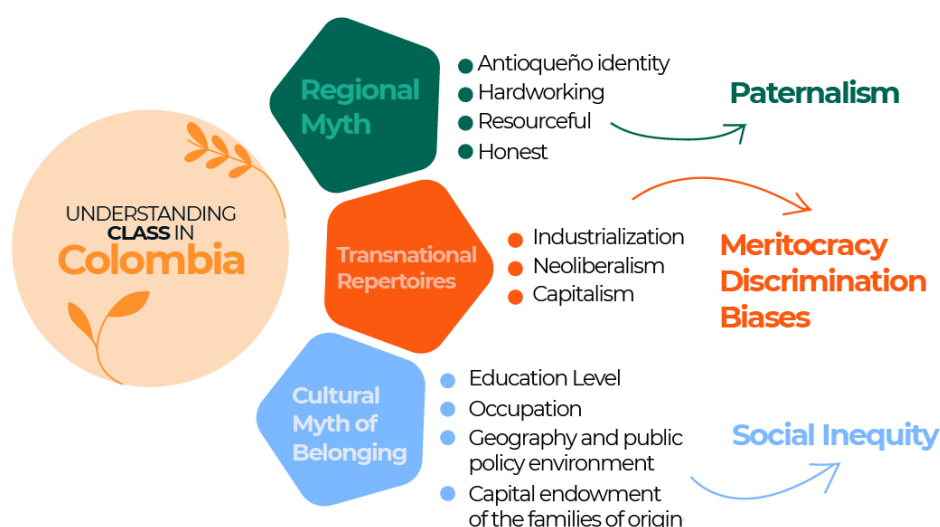 UNDERSTANDING
CLASS IN
Colombia
Regional
Myth
Antioqueño identity
Hardworking
Resourceful
Honest
Paternalism
Transnational
Repertoires
Industrialization
Neoliberalism
Capitalism
Meritocracy
Discrimination
Biases
Cultural
Myth of
Belonging
Education Level
Occupation
Geography and public
policy environment
Capital endowment
of the families of origin
Social Inequity